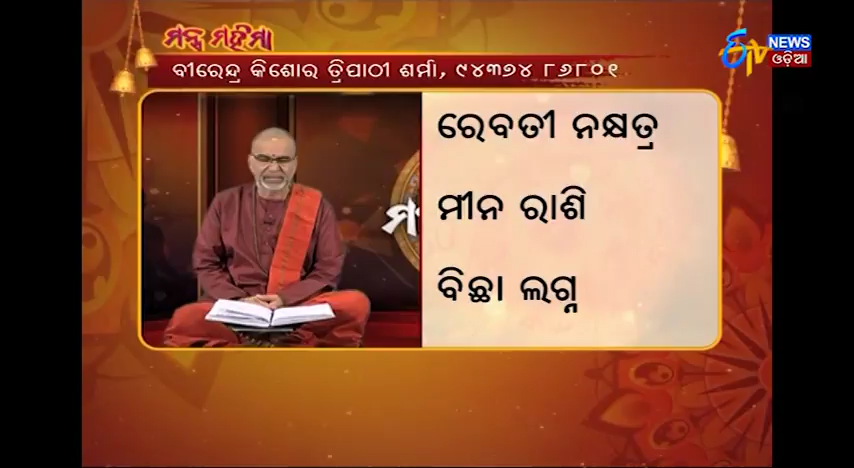 ମନ୍ତ୍ର ମହିମା
ETV NEWS
ଓଡ଼ିଆ
ବୀରେନ୍ଦ୍ର କିଶୋର ତ୍ରିପାଠୀ ଶର୍ମା, ୯୪୩୭୪ ୮୬୮୦୧
ରେବତୀ ନକ୍ଷତ୍ର
ମୀନ ରାଶି
ବିଛା ଲଗ୍ନ
ମ